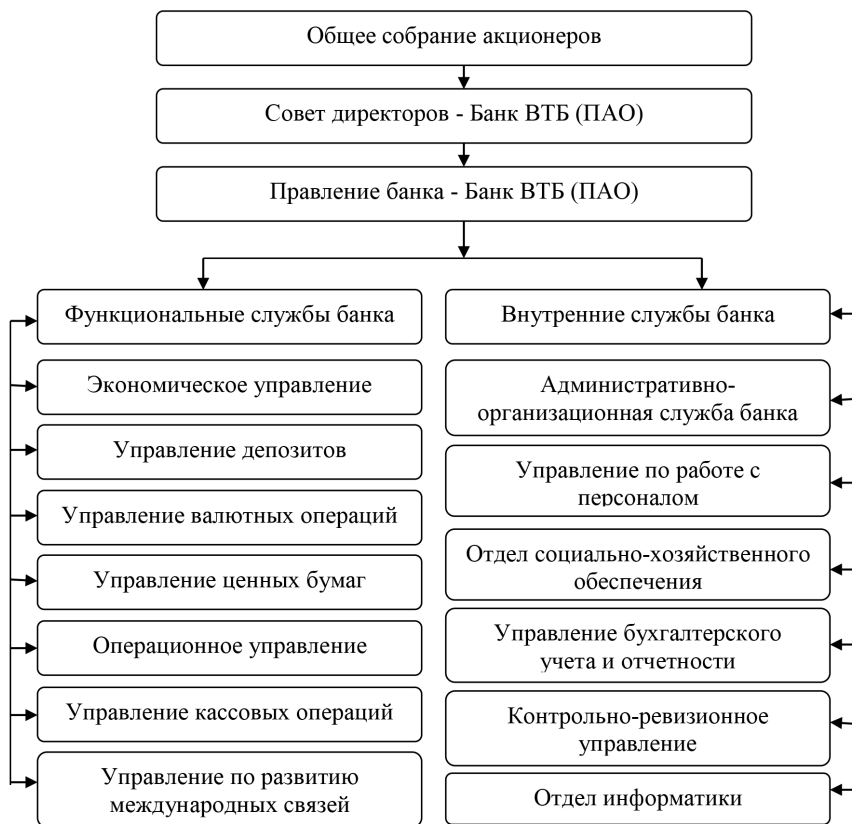 Общее собрание акционеров
Совет директоров - Банк ВТБ (ПАО)
Правление банка - Банк ВТБ (ПАО)
Функциональные службы банка
Экономическое управление
Управление депозитов
Управление валютных операций
Управление ценных бумаг
Операционное управление
Управление кассовых операций
Управление по развитию
международных связей
Внутренние службы банка
Административно-
организационная служба банка
Управление по работе с
персоналом
Отдел социально-хозяйственного
обеспечения
Управление бухгалтерского
учета и отчетности
Контрольно-ревизионное
управление
Отдел информатики